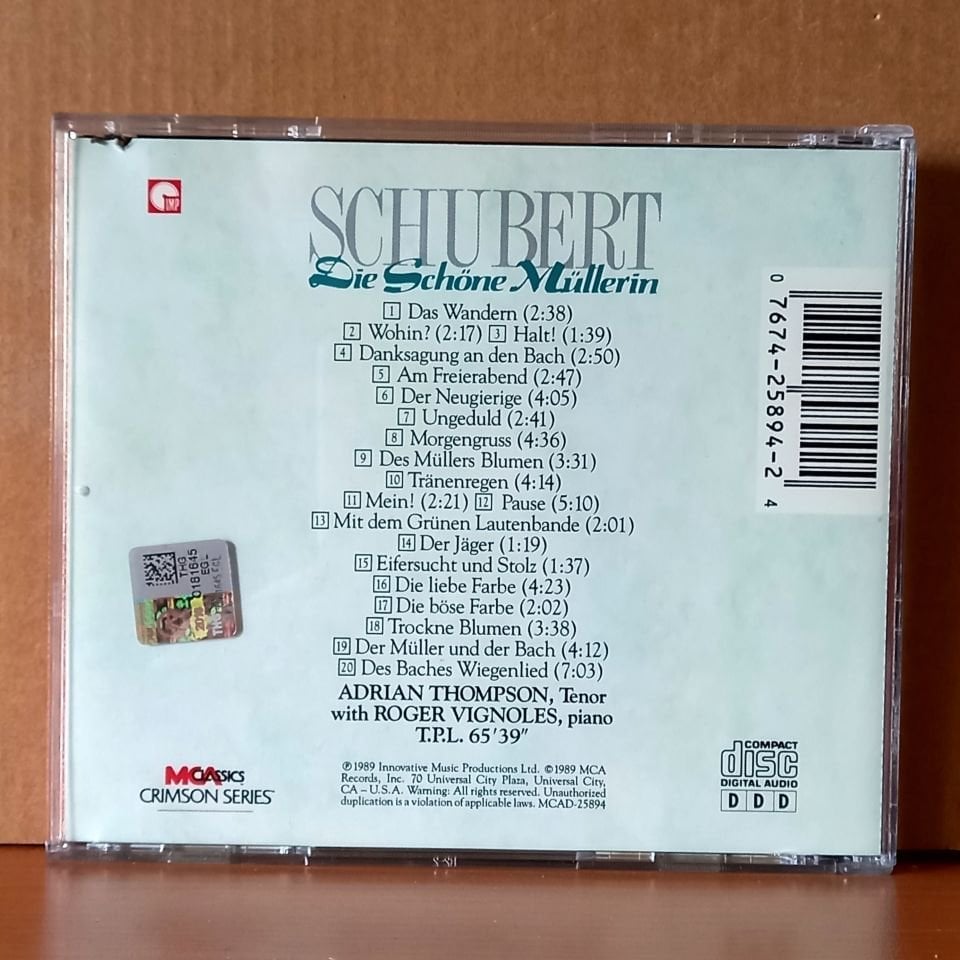 IMP
SCHUBERT
Die Schöne Müllerin
1 Das Wandern (2:38)
2 Wohin? (2:17) 3 Halt! (1:39)
4 Danksagung an den Bach (2:50)
5 Am Freierabend (2:47)
6 Der Neugierige (4:05)
7 Ungeduld (2:41)
8 Morgengruss (4:36)
9 Des Müllers Blumen (3:31)
10 Tränenregen (4:14)
11 Mein! (2:21) 12 Pause (5:10)
13 Mit dem Grünen Lautenbande (2:01)
14 Der Jäger (1:19)
15 Eifersucht und Stolz (1:37)
16 Die liebe Farbe (4:23)
17 Die böse Farbe (2:02)
18 Trockne Blumen (3:38)
19 Der Müller und der Bach (4:12)
20 Des Baches Wiegenlied (7:03)
ADRIAN THOMPSON, Tenor
with ROGER VIGNOLES, piano
T.P.L. 65'39"
℗1989 Innovative Music Productions Ltd. ©1989 MCA
Records, Inc. 70 Universal City Plaza, Universal City,
CA – U.S.A. Warning: All rights reserved. Unauthorized
duplication is a violation of applicable laws. MCAD-25894
MCA CLASSICS
CRIMSON SERIES
COMPACT
disc
DIGITAL AUDIO
D D D
0 7674-25894-2 4
THG
0181645
EGL